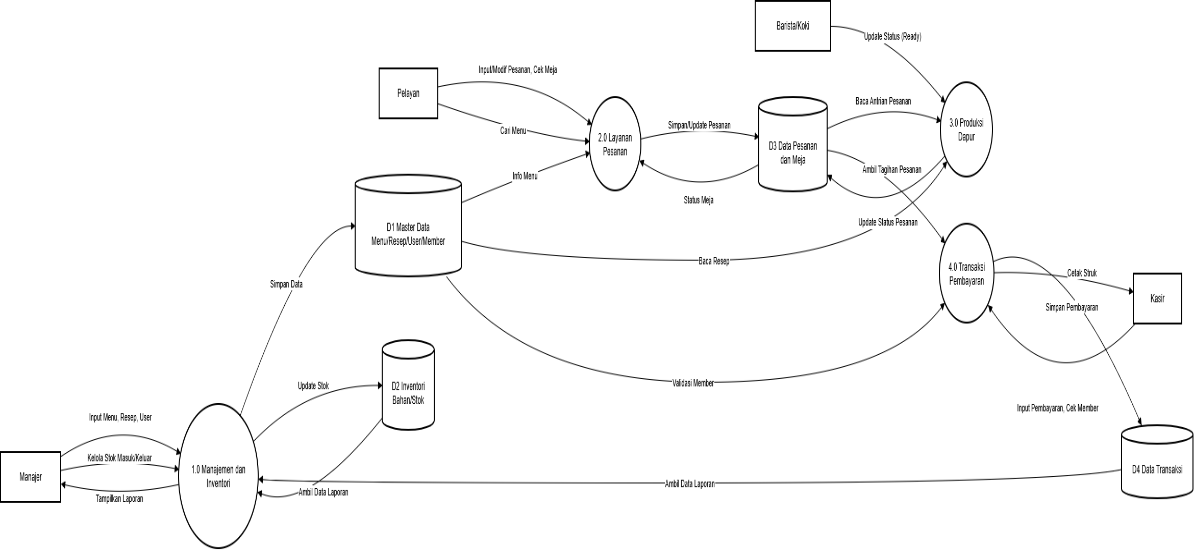 Barista/Koki
Update Status (Ready)
Input/Modif Pesanan, Cek Meja
Pelayan
Cari Menu
2.0 Layanan
Pesanan
Simpan/Update Pesanan
D3 Data Pesanan
dan Meja
Baca Antrian Pesanan
3.0 Produksi
Dapur
Info Menu
Status Meja
Ambil Tagihan Pesanan
Update Status Pesanan
D1 Master Data
Menu/Resep/User/Member
Baca Resep
4.0 Transaksi
Pembayaran
Cetak Struk
Kasir
Simpan Data
Simpan Pembayaran
Validasi Member
Input Pembayaran, Cek Member
Update Stok
D2 Inventori
Bahan/Stok
Input Menu, Resep, User
Kelola Stok Masuk/Keluar
Manajer
Tampilkan Laporan
1.0 Manajemen dan
Inventori
Ambil Data Laporan
Ambil Data Laporan
D4 Data Transaksi